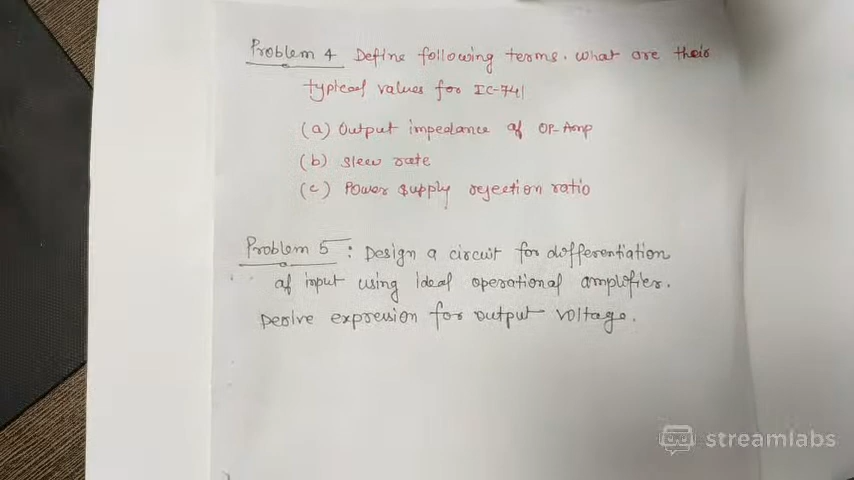 Problem 4 Define following terms. What are their
typical values for IC-741
(a) Output impedance of OP-Amp
(b) slew rate
(c) Power supply rejection ratio
Problem 5 : Design a circuit for differentiation
of input using ideal operational amplifier.
Derive expression for output voltage.
streamlabs